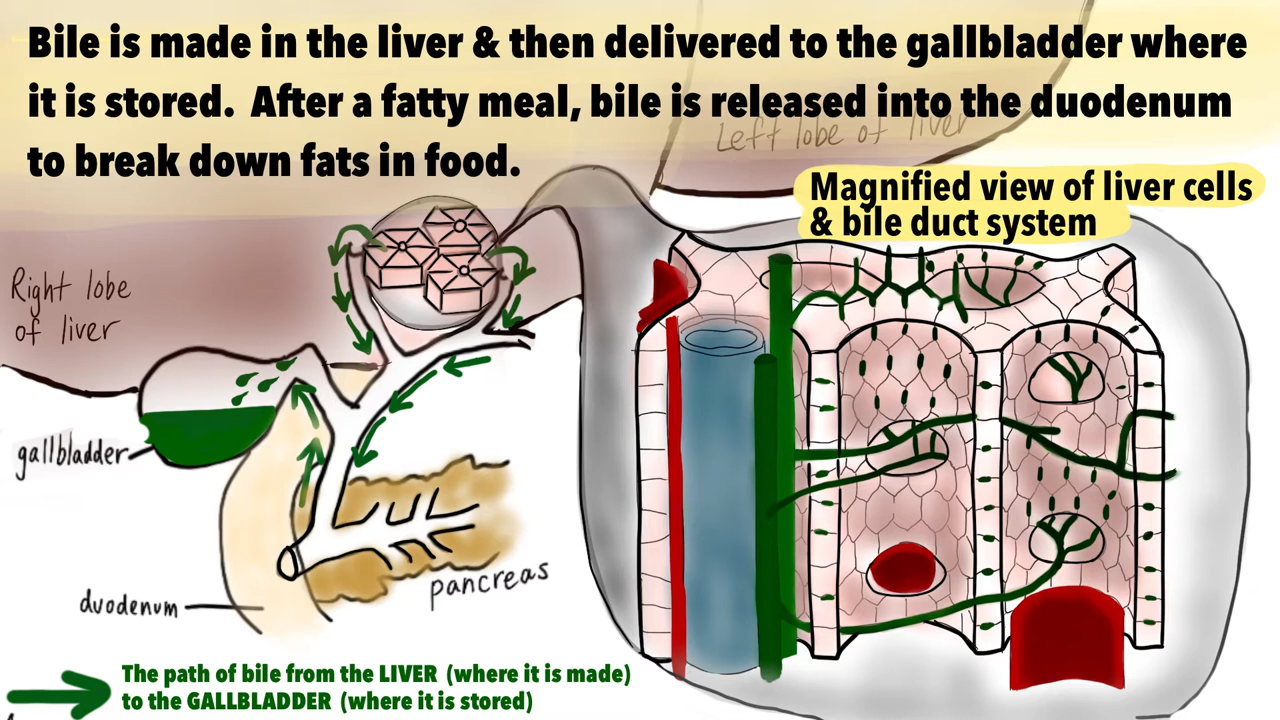 Bile is made in the liver & then delivered to the gallbladder where
it is stored. After a fatty meal, bile is released into the duodenum
to break down fats in food.
Left lobe of liver
Magnified view of liver cells
& bile duct system
Right lobe
of liver
gallbladder
duodenum
pancreas
The path of bile from the LIVER (where it is made)
to the GALLBLADDER (where it is stored)